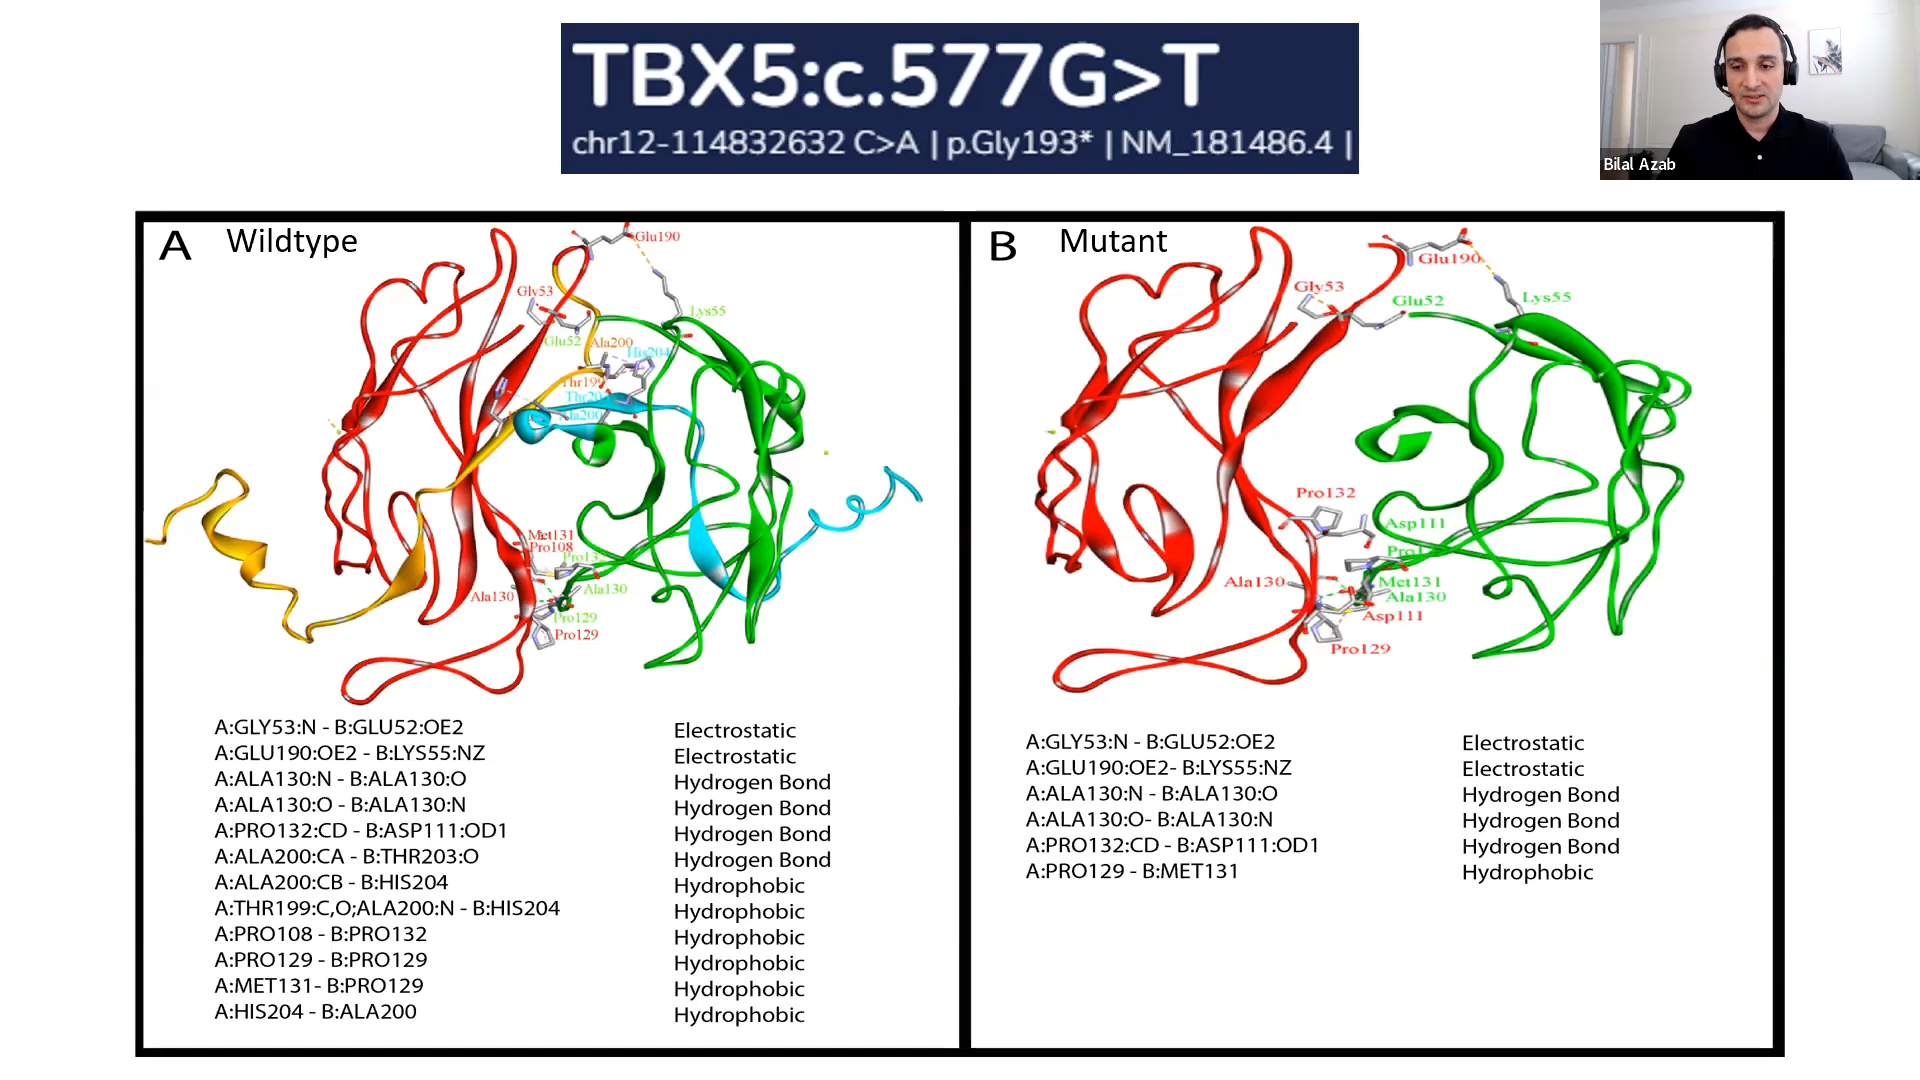 TBX5:c.577G>T
chr12-114832632 C>A | p.Gly193* | NM_181486.4 |
Bilal Azab
A Wildtype
Glu190
Gly53
Lys55
Glu52
Ala200
His204
Thr199
Ala200
Met131
Pro108
Ala130
Ala130
Pro129
Pro129
A:GLY53:N - B:GLU52:OE2 Electrostatic
A:GLU190:OE2 - B:LYS55:NZ Electrostatic
A:ALA130:N - B:ALA130:O Hydrogen Bond
A:ALA130:O - B:ALA130:N Hydrogen Bond
A:PRO132:CD - B:ASP111:OD1 Hydrogen Bond
A:ALA200:CA - B:THR203:O Hydrogen Bond
A:ALA200:CB - B:HIS204 Hydrophobic
A:THR199:C,O;ALA200:N - B:HIS204 Hydrophobic
A:PRO108 - B:PRO132 Hydrophobic
A:PRO129 - B:PRO129 Hydrophobic
A:MET131- B:PRO129 Hydrophobic
A:HIS204 - B:ALA200 Hydrophobic
B Mutant
Glu190
Gly53
Glu52
Lys55
Pro132
Asp111
Ala130
Met131
Ala130
Asp111
Pro129
A:GLY53:N - B:GLU52:OE2 Electrostatic
A:GLU190:OE2- B:LYS55:NZ Electrostatic
A:ALA130:N - B:ALA130:O Hydrogen Bond
A:ALA130:O- B:ALA130:N Hydrogen Bond
A:PRO132:CD - B:ASP111:OD1 Hydrogen Bond
A:PRO129 - B:MET131 Hydrophobic